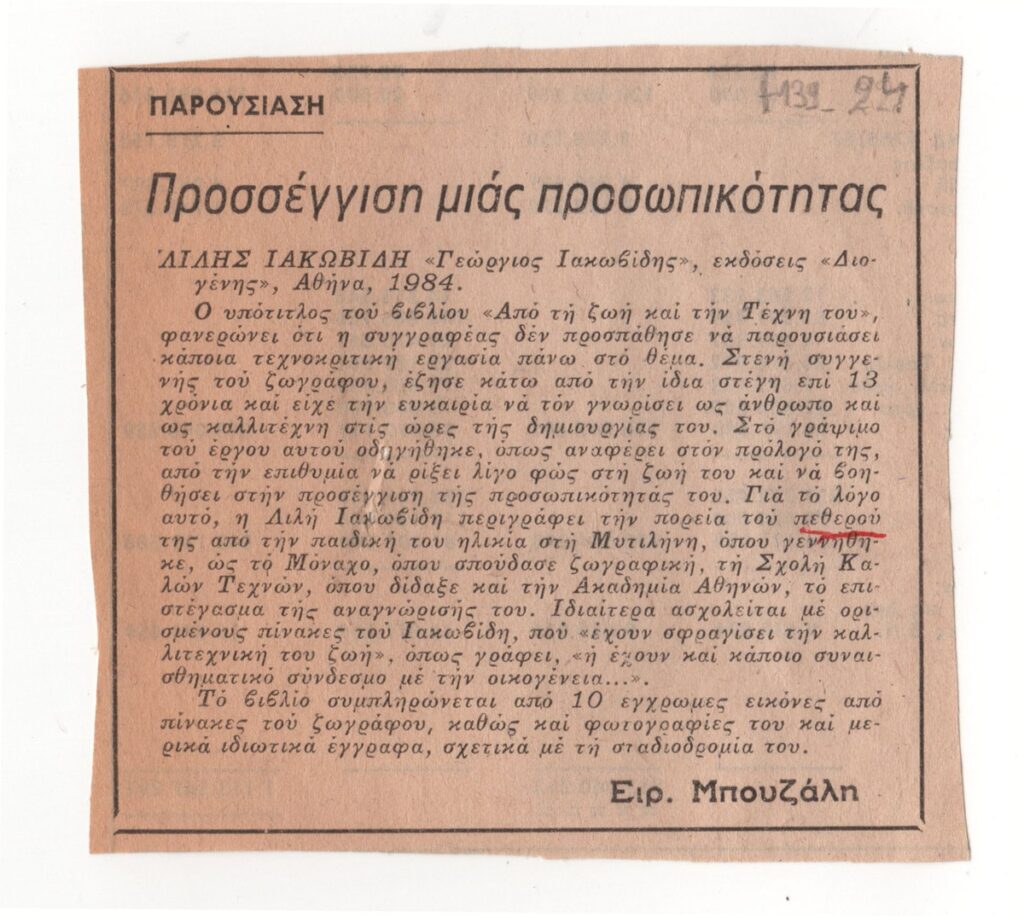 ΠΑΡΟΥΣΙΑΣΗ
Προσσέγγιση μιάς προσωπικότητας
ΛΙΛΗΣ ΙΑΚΩΒΙΔΗ «Γεώργιος Ιακωβίδης», εκδόσεις «Διο-
γένης», Αθήνα, 1984.
Ο υπότιτλος τού βιβλίου «Από τή ζωή καί τήν Τέχνη του»,
φανερώνει ότι η συγγραφέας δέν προσπάθησε νά παρουσιάσει
κάποια τεχνοκριτική εργασία πάνω στό θέμα. Στενή συγγε-
νής τού ζωγράφου, έζησε κάτω από τήν ίδια στέγη επί 13
χρόνια καί είχε τήν ευκαιρία νά τόν γνωρίσει ως άνθρωπο καί
ως καλλιτέχνη στίς ώρες τής δημιουργίας του. Στό γράψιμο
τού έργου αυτού οδηγήθηκε, όπως αναφέρει στόν πρόλογό της,
από τήν επιθυμία νά ρίξει λίγο φώς στή ζωή του καί νά βοη-
θήσει στήν προσέγγιση τής προσωπικότητάς του. Γιά τό λόγο
αυτό, η Λιλή Ιακωβίδη περιγράφει τήν πορεία τού πεθερού
της από τήν παιδική του ηλικία στή Μυτιλήνη, όπου γεννήθη-
κε, ώς τό Μόναχο, όπου σπούδασε ζωγραφική, τή Σχολή Κα-
λών Τεχνών, όπου δίδαξε καί τήν Ακαδημία Αθηνών, τό επι-
στέγασμα τής αναγνώρισής του. Ιδιαίτερα ασχολείται μέ ορι-
σμένους πίνακες τού Ιακωβίδη, πού «έχουν σφραγίσει τήν καλ-
λιτεχνική του ζωή», όπως γράφει, «ή έχουν καί κάποιο συναι-
σθηματικό σύνδεσμο μέ τήν οικογένεια...».
Τό βιβλίο συμπληρώνεται από 10 εγχρωμες εικόνες από
πίνακες τού ζωγράφου, καθώς καί φωτογραφίες του καί με-
ρικά ιδιωτικά έγγραφα, σχετικά μέ τή σταδιοδρομία του.
Ειρ. Μπουζάλη